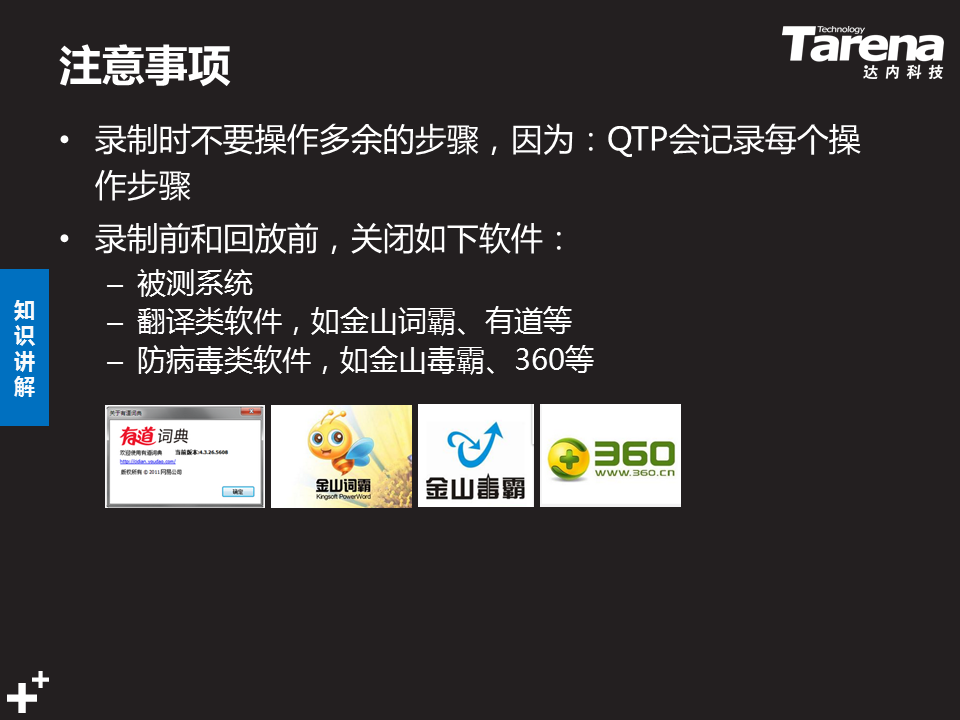 注意事项
Technology
Tarena
达内科技
• 录制时不要操作多余的步骤，因为：QTP会记录每个操
作步骤
• 录制前和回放前，关闭如下软件：
– 被测系统
– 翻译类软件，如金山词霸、有道等
– 防病毒类软件，如金山毒霸、360等
知识讲解
关于有道词典
有道词典
欢迎使用有道词典 当前版本:4.3.26.5608
http://cidian.youdao.com/
版权所有 © 2011 网易公司
确定
金山词霸
Kingsoft PowerWord
金山毒霸
360
www.360.cn